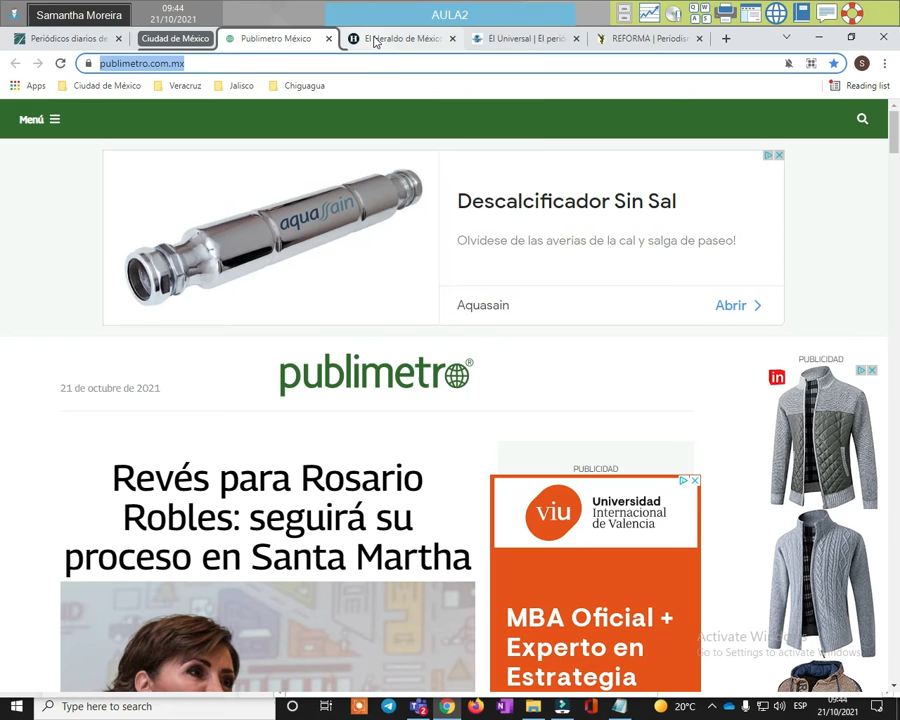 Samantha Moreira
09:44
21/10/2021
AULA2
Periódicos diarios de
Ciudad de México
Publimetro México
El Heraldo de México
El Universal | El perió
REFORMA | Periodis
publimetro.com.mx
S
Apps
Ciudad de México
Veracruz
Jalisco
Chiguagua
Reading list
Menú
aquassain
Descalcificador Sin Sal
Olvidese de las averías de la cal y salga de paseo!
Aquasain
Abrir
21 de octubre de 2021
publimetro®
PUBLICIDAD
in
Revés para Rosario
Robles: seguirá su
proceso en Santa Martha
PUBLICIDAD
viu
Universidad
Internacional
de Valencia
MBA Oficial +
Experto en
Estrategia
Activate Windows
Go to Settings to activate Windows.
Type here to search
20°C
ESP
09:44
21/10/2021